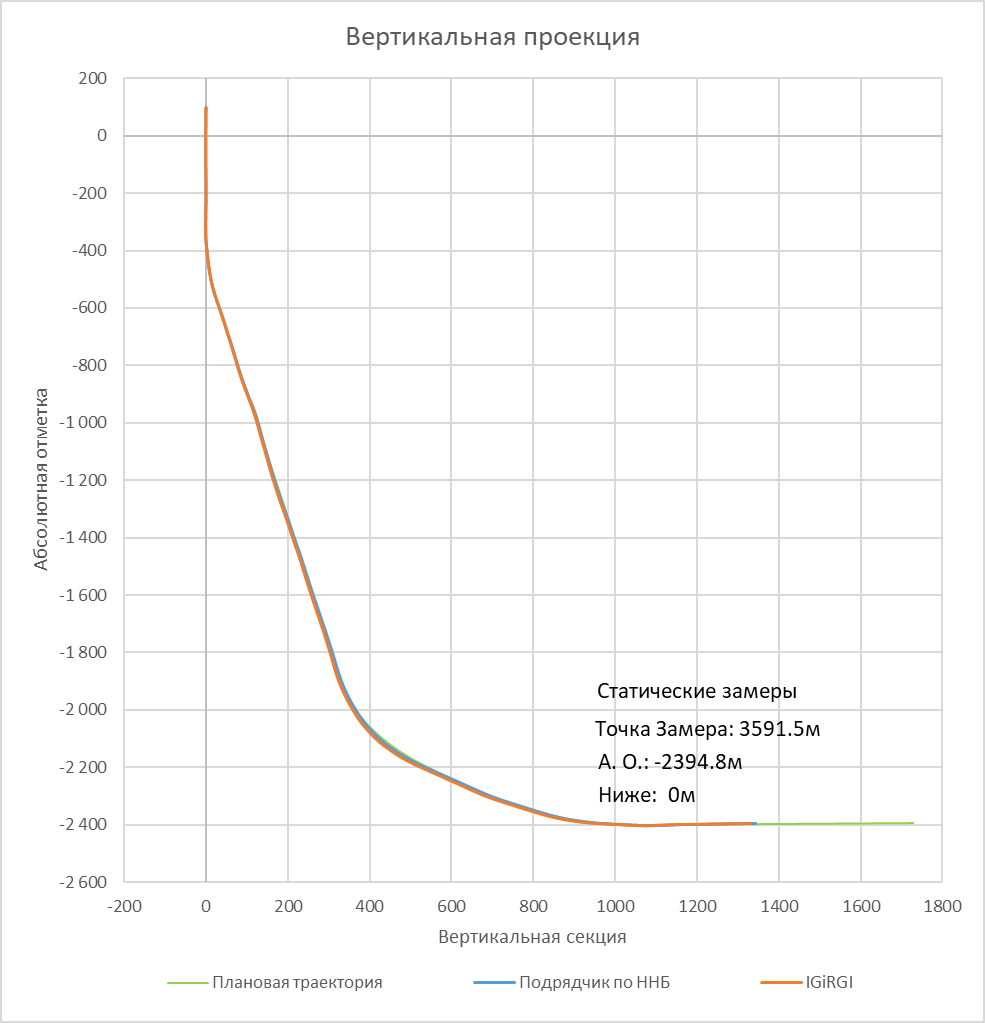 Вертикальная проекция
200
0
-200
-400
-600
-800
-1 000
-1 200
-1 400
-1 600
-1 800
-2 000
-2 200
-2 400
-2 600
Абсолютная отметка
Статические замеры
Точка Замера: 3591.5м
А. О.: -2394.8м
Ниже:  0м
-200 0 200 400 600 800 1000 1200 1400 1600 1800
Вертикальная секция
Плановая траектория Подрядчик по ННБ IGiRGI